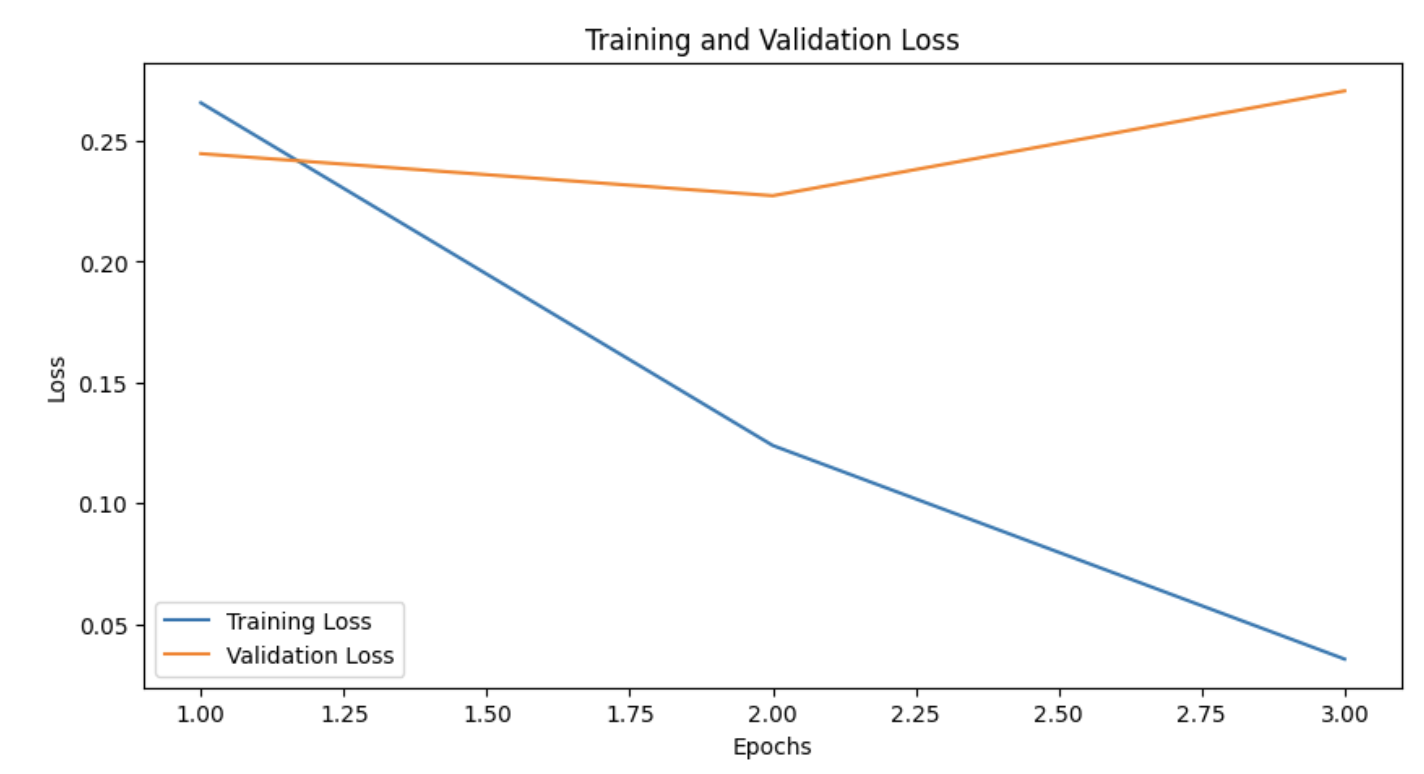 Training and Validation Loss
0.25
0.20
0.15
0.10
0.05
Loss
Training Loss
Validation Loss
1.00 1.25 1.50 1.75 2.00 2.25 2.50 2.75 3.00
Epochs